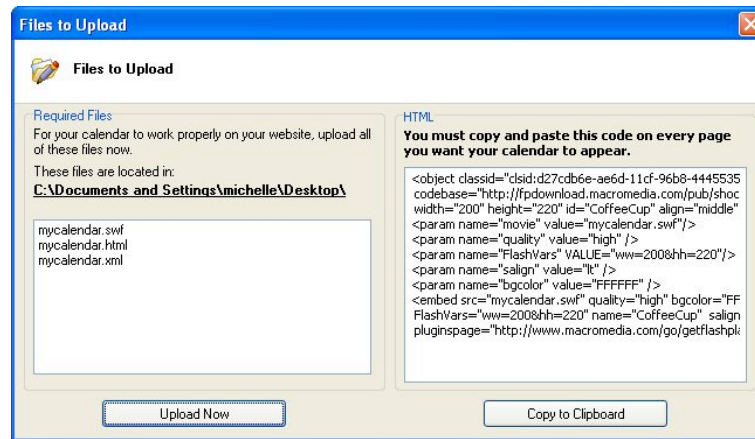 Files to Upload
Files to Upload
Required Files
For your calendar to work properly on your website, upload all
of these files now.
These files are located in:
C:\Documents and Settings\michelle\Desktop\
mycalendar.swf
mycalendar.html
mycalendar.xml
Upload Now
HTML
You must copy and paste this code on every page
you want your calendar to appear.
<object classid="clsid:d27cdb6e-ae6d-11cf-96b8-4445535
codebase="http://fpdownload.macromedia.com/pub/shoc
width="200" height="220" id="CoffeeCup" align="middle"
<param name="movie" value="mycalendar.swf"/>
<param name="quality" value="high" />
<param name="FlashVars" VALUE="ww=200&hh=220"/>
<param name="salign" value="lt" />
<param name="bgcolor" value="FFFFFF" />
<embed src="mycalendar.swf" quality="high" bgcolor="FF
FlashVars="ww=200&hh=220" name="CoffeeCup" salign
pluginspage="http://www.macromedia.com/go/getflashpla
Copy to Clipboard